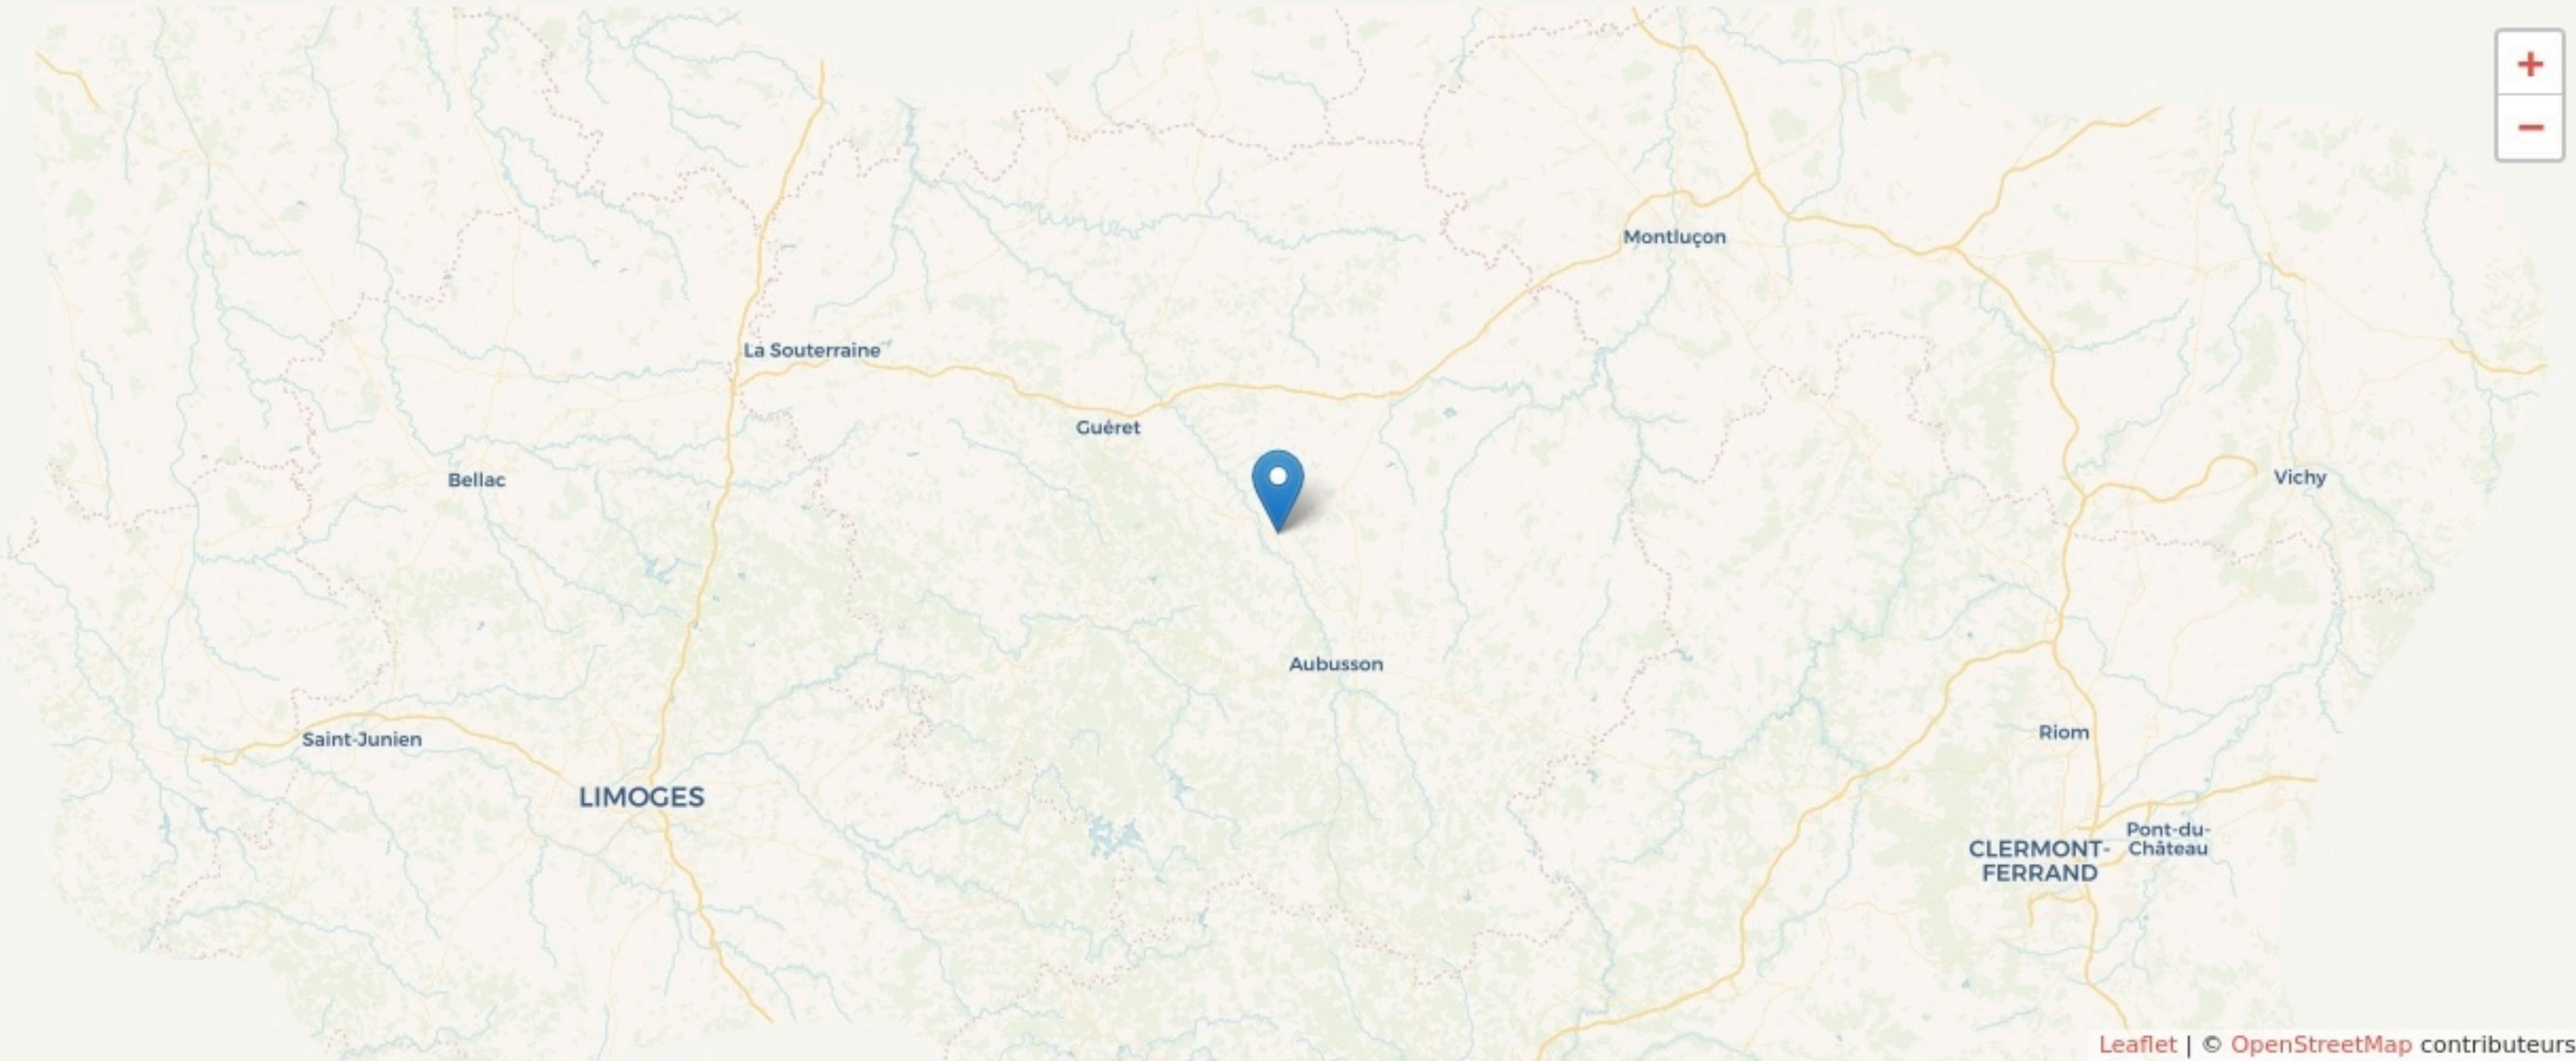 +
−
Montluçon
La Souterraine
Guéret
Bellac
Vichy
Aubusson
Riom
Saint-Junien
LIMOGES
Pont-du-
Château
CLERMONT-
FERRAND
Leaflet | © OpenStreetMap contributeurs